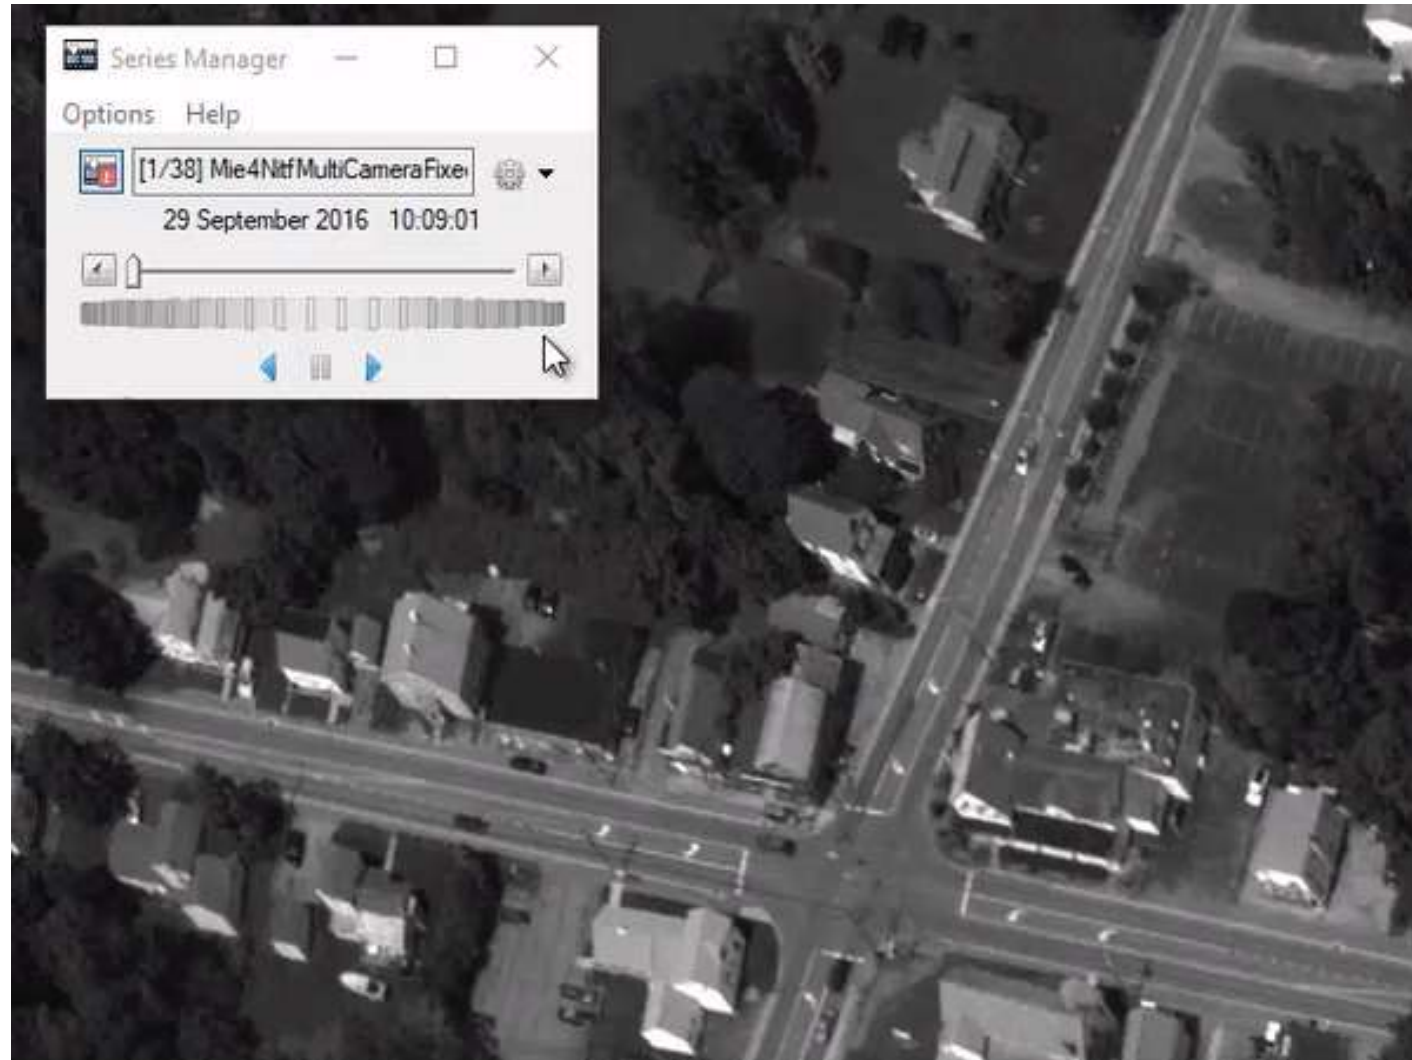 Series Manager
Options Help
[1/38] Mie4NitfMultiCameraFixe
29 September 2016 10:09:01